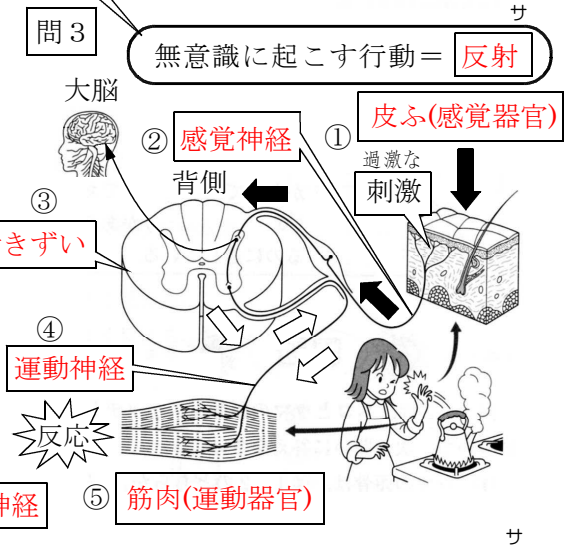 サ
問3
無意識に起こす行動= 反射
大脳
① 皮ふ(感覚器官)
② 感覚神経
過激な
刺激
背側
③
きずい
④
運動神経
反応
神経
⑤ 筋肉(運動器官)
サ